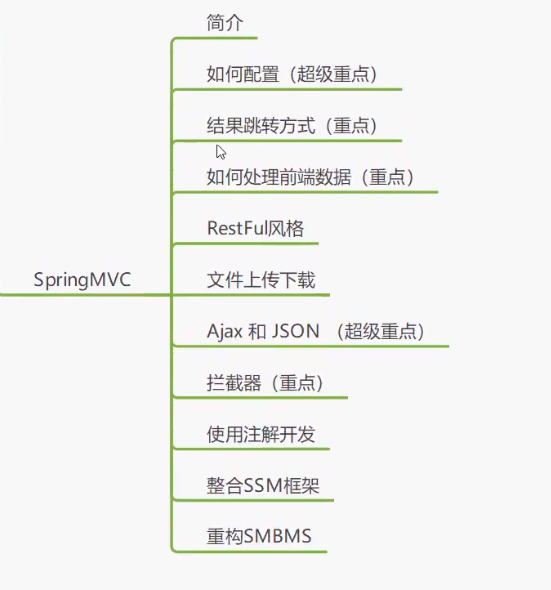 简介
如何配置（超级重点）
结果跳转方式（重点）
如何处理前端数据（重点）
RestFul风格
SpringMVC
文件上传下载
Ajax 和 JSON （超级重点）
拦截器（重点）
使用注解开发
整合SSM框架
重构SMBMS